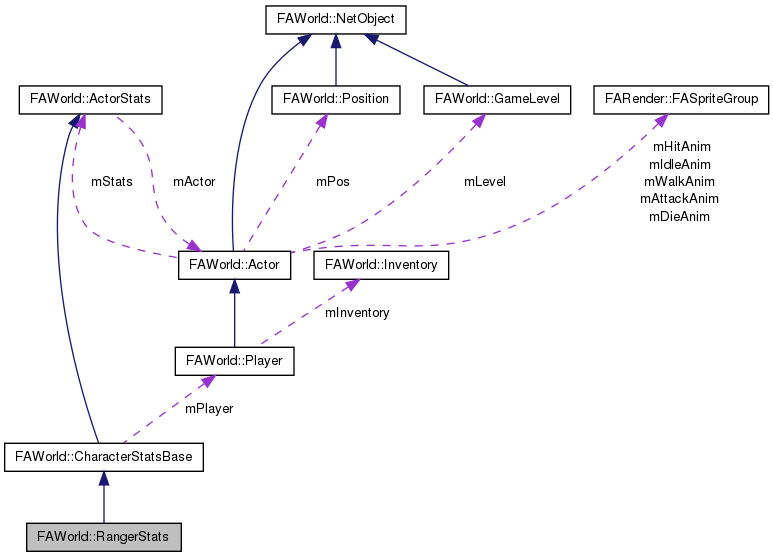 FAWorld::NetObject
FAWorld::ActorStats
FAWorld::Position
FAWorld::GameLevel
FARender::FASpriteGroup
mStats
mActor
mPos
mLevel
mHitAnim
mIdleAnim
mWalkAnim
mAttackAnim
mDieAnim
FAWorld::Actor
FAWorld::Inventory
mInventory
FAWorld::Player
mPlayer
FAWorld::CharacterStatsBase
FAWorld::RangerStats